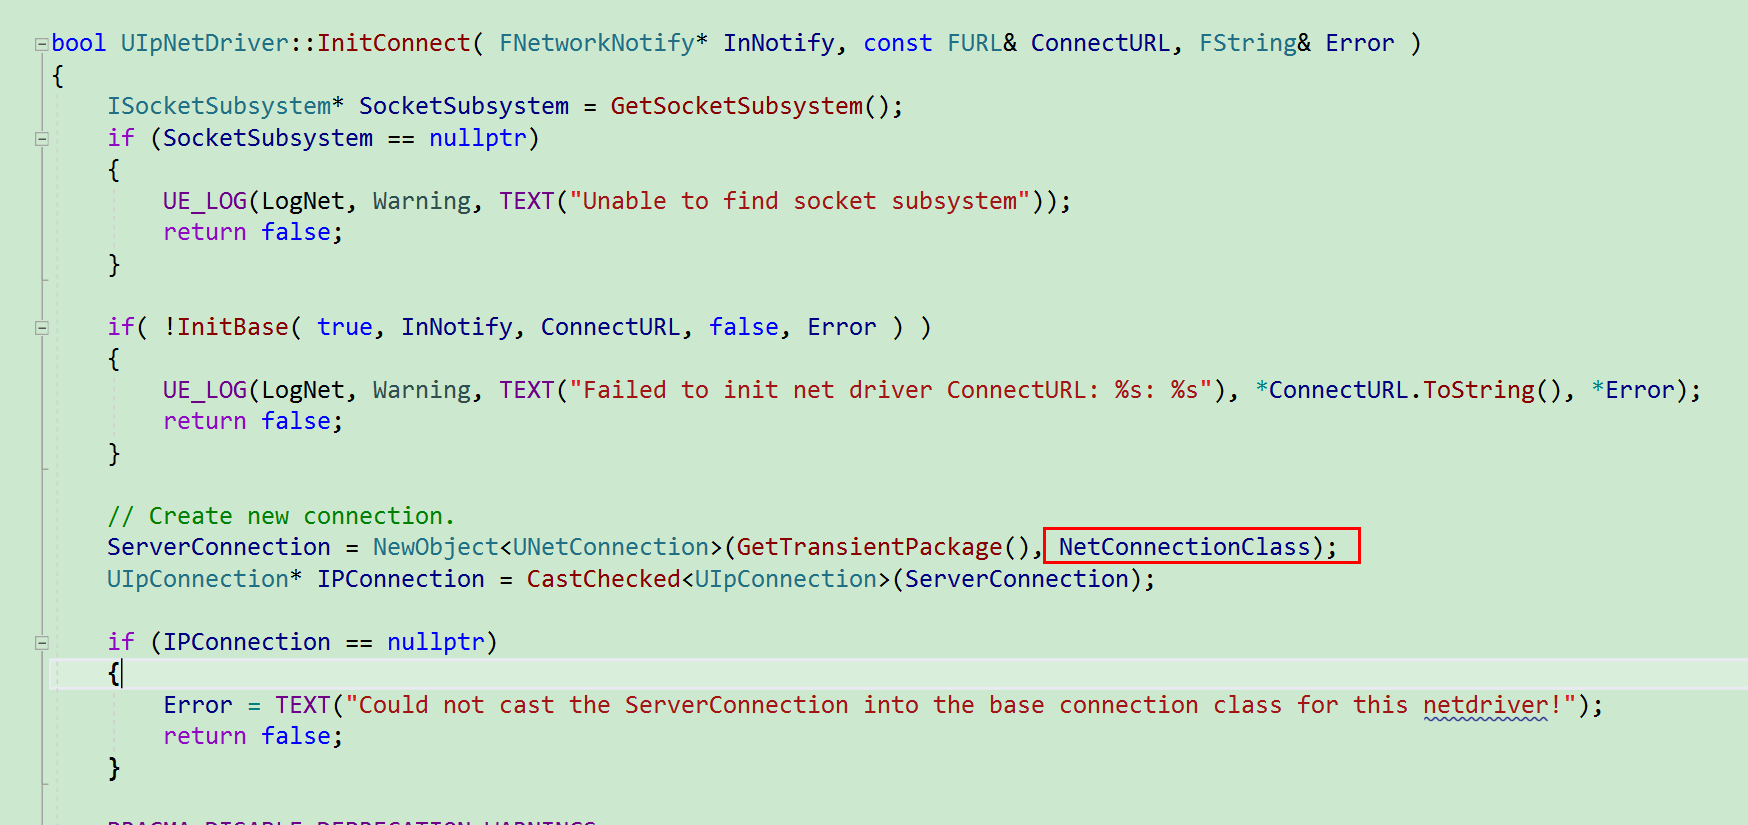 bool UIpNetDriver::InitConnect( FNetworkNotify* InNotify, const FURL& ConnectURL, FString& Error )
{
    ISocketSubsystem* SocketSubsystem = GetSocketSubsystem();
    if (SocketSubsystem == nullptr)
    {
        UE_LOG(LogNet, Warning, TEXT("Unable to find socket subsystem"));
        return false;
    }

    if( !InitBase( true, InNotify, ConnectURL, false, Error ) )
    {
        UE_LOG(LogNet, Warning, TEXT("Failed to init net driver ConnectURL: %s: %s"), *ConnectURL.ToString(), *Error);
        return false;
    }

    // Create new connection.
    ServerConnection = NewObject<UNetConnection>(GetTransientPackage(), NetConnectionClass);
    UIpConnection* IPConnection = CastChecked<UIpConnection>(ServerConnection);

    if (IPConnection == nullptr)
    {
        Error = TEXT("Could not cast the ServerConnection into the base connection class for this netdriver!");
        return false;
    }

    PRAGMA_DISABLE_DEPRECATION_WARNINGS